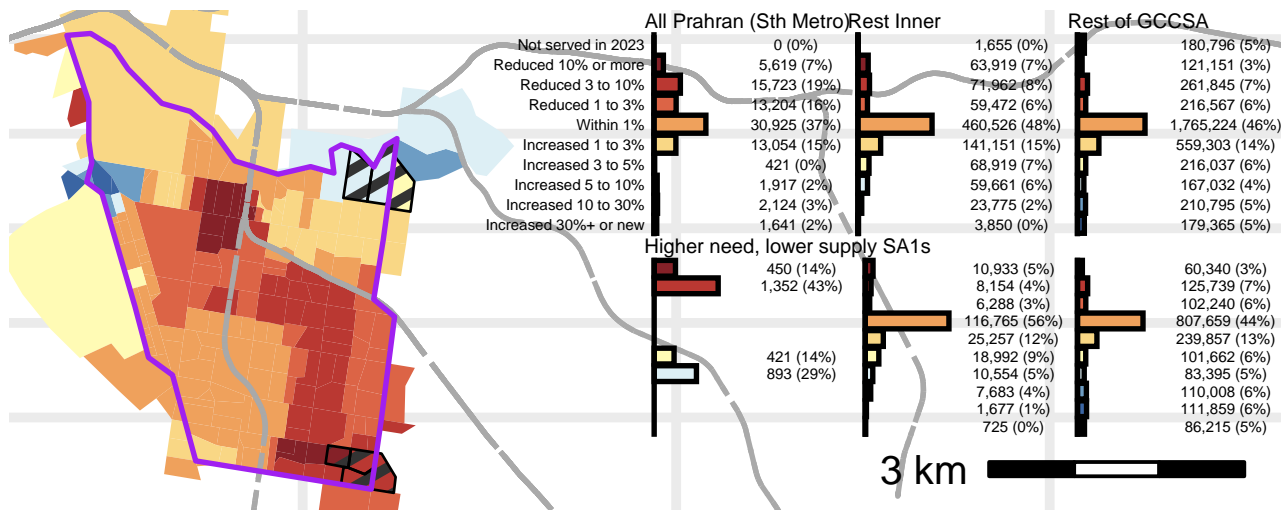 All Prahran (Sth Metro) Rest Inner Rest of GCCSA
Not served in 2023 0 (0%) 1,655 (0%) 180,796 (5%)
Reduced 10% or more 5,619 (7%) 63,919 (7%) 121,151 (3%)
Reduced 3 to 10% 15,723 (19%) 71,962 (8%) 261,845 (7%)
Reduced 1 to 3% 13,204 (16%) 59,472 (6%) 216,567 (6%)
Within 1% 30,925 (37%) 460,526 (48%) 1,765,224 (46%)
Increased 1 to 3% 13,054 (15%) 141,151 (15%) 559,303 (14%)
Increased 3 to 5% 421 (0%) 68,919 (7%) 216,037 (6%)
Increased 5 to 10% 1,917 (2%) 59,661 (6%) 167,032 (4%)
Increased 10 to 30% 2,124 (3%) 23,775 (2%) 210,795 (5%)
Increased 30%+ or new 1,641 (2%) 3,850 (0%) 179,365 (5%)
Higher need, lower supply SA1s
450 (14%) 10,933 (5%) 60,340 (3%)
1,352 (43%) 8,154 (4%) 125,739 (7%)
6,288 (3%) 102,240 (6%)
116,765 (56%) 807,659 (44%)
25,257 (12%) 239,857 (13%)
421 (14%) 18,992 (9%) 101,662 (6%)
893 (29%) 10,554 (5%) 83,395 (5%)
7,683 (4%) 110,008 (6%)
1,677 (1%) 111,859 (6%)
725 (0%) 86,215 (5%)
3 km